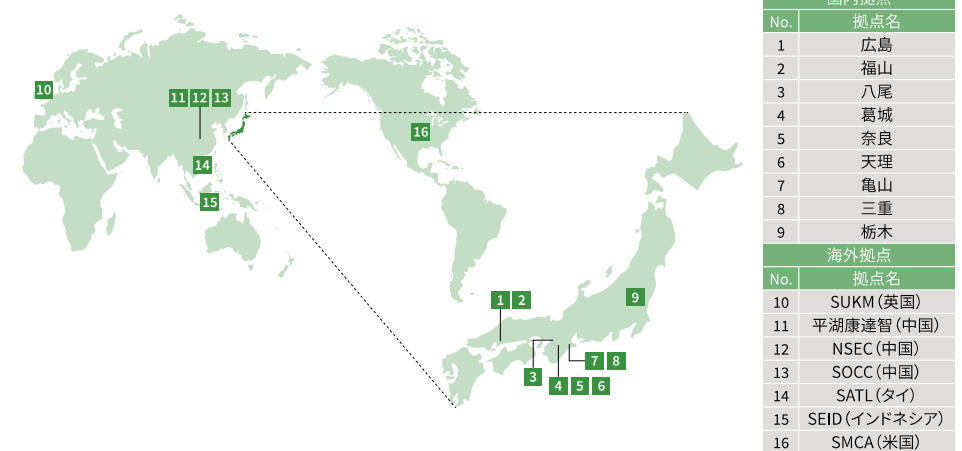 10
11 12 13
14
15
16
1 2
3
4 5 6
7 8
9
国内拠点
No. 拠点名
1 広島
2 福山
3 八尾
4 葛城
5 奈良
6 天理
7 亀山
8 三重
9 栃木
海外拠点
No. 拠点名
10 SUKM（英国）
11 平湖康達智（中国）
12 NSEC（中国）
13 SOCC（中国）
14 SATL（タイ）
15 SEID（インドネシア）
16 SMCA（米国）